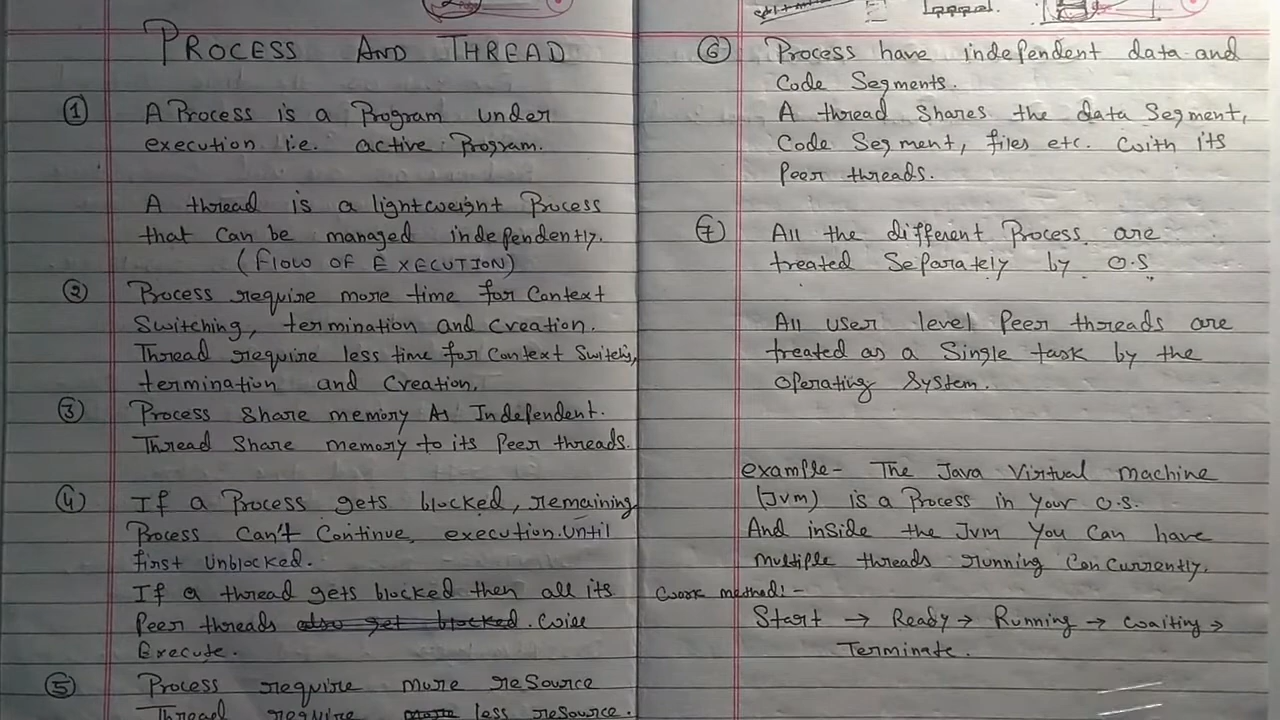 PROCESS AND THREAD
① A Process is a Program under
execution i.e. active Program.
A thread is a lightweight Process
that can be managed independently.
(FLOW OF EXECUTION)
② Process require more time for Context
Switching, termination and Creation.
Thread require less time for Context Switching,
termination and Creation.
③ Process Share memory As Independent.
Thread Share memory to its Peer threads.
④ If a Process gets blocked, remaining
Process Can't Continue, execution until
first Unblocked.
If a thread gets blocked then all its
Peer threads also get blocked. wise
Execute.
⑤ Process require more resource
Thread require more less resource.
⑥ Process have independent data and
Code Segments.
A thread Shares the data Segment,
Code Segment, files etc. with its
Peer threads.
⑦ All the different Process are
treated Separately by O.S.
All user level Peer threads are
treated as a Single task by the
Operating System.
example- The Java Virtual machine
(Jvm) is a Process in Your O.S.
And inside the Jvm You Can have
multiple threads running Concurrently.
Work method:-
Start → Ready → Running → Waiting →
Terminate.